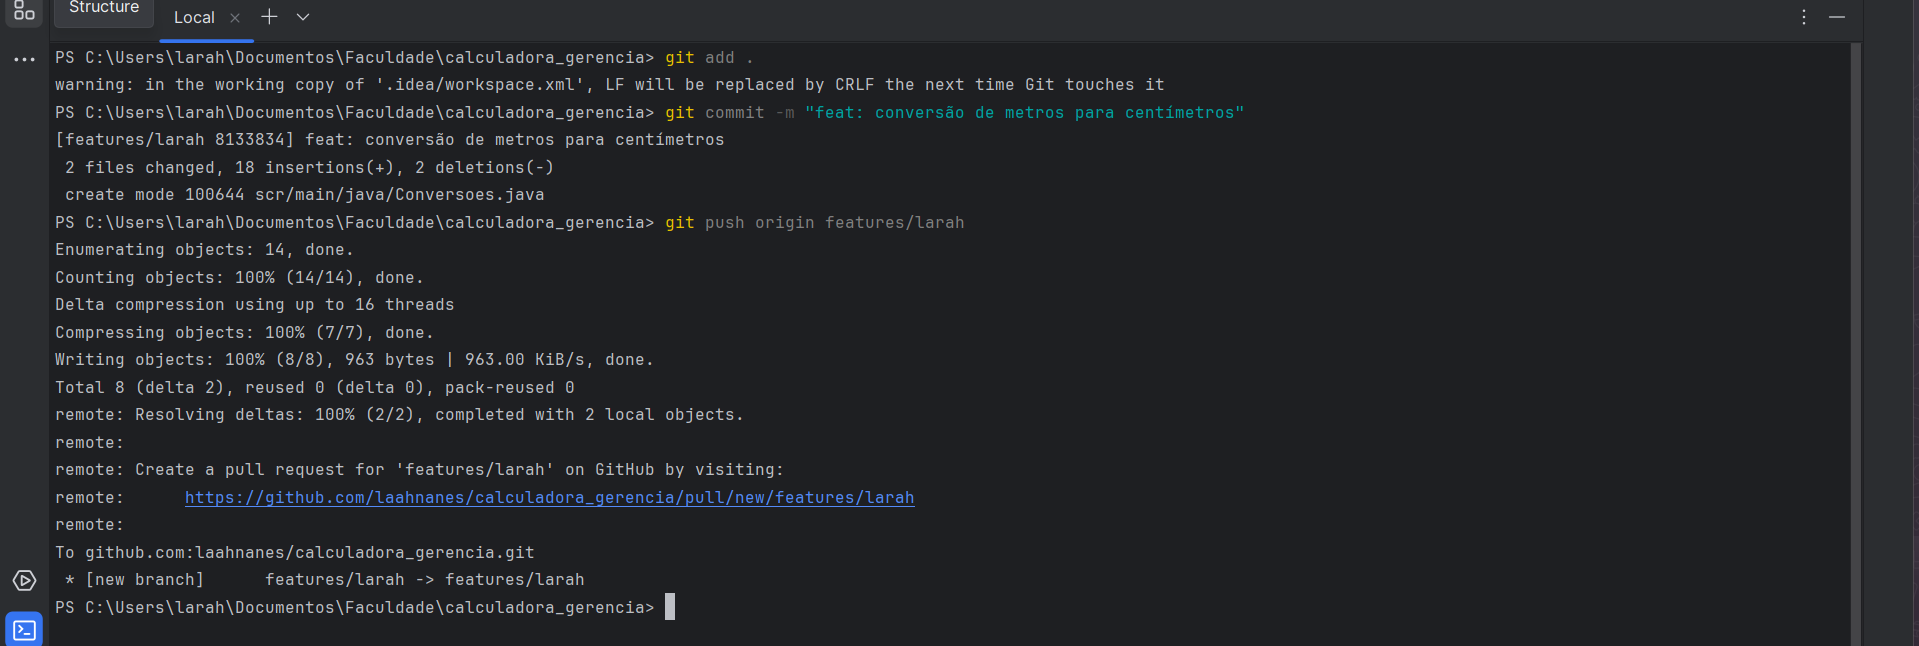 Structure
Local
PS C:\Users\larah\Documentos\Faculdade\calculadora_gerencia> git add .
warning: in the working copy of '.idea/workspace.xml', LF will be replaced by CRLF the next time Git touches it
PS C:\Users\larah\Documentos\Faculdade\calculadora_gerencia> git commit -m "feat: conversão de metros para centímetros"
[features/larah 8133834] feat: conversão de metros para centímetros
 2 files changed, 18 insertions(+), 2 deletions(-)
 create mode 100644 scr/main/java/Conversoes.java
PS C:\Users\larah\Documentos\Faculdade\calculadora_gerencia> git push origin features/larah
Enumerating objects: 14, done.
Counting objects: 100% (14/14), done.
Delta compression using up to 16 threads
Compressing objects: 100% (7/7), done.
Writing objects: 100% (8/8), 963 bytes | 963.00 KiB/s, done.
Total 8 (delta 2), reused 0 (delta 0), pack-reused 0
remote: Resolving deltas: 100% (2/2), completed with 2 local objects.
remote:
remote: Create a pull request for 'features/larah' on GitHub by visiting:
remote:      https://github.com/laahnanes/calculadora_gerencia/pull/new/features/larah
remote:
To github.com:laahnanes/calculadora_gerencia.git
 * [new branch]      features/larah -> features/larah
PS C:\Users\larah\Documentos\Faculdade\calculadora_gerencia>